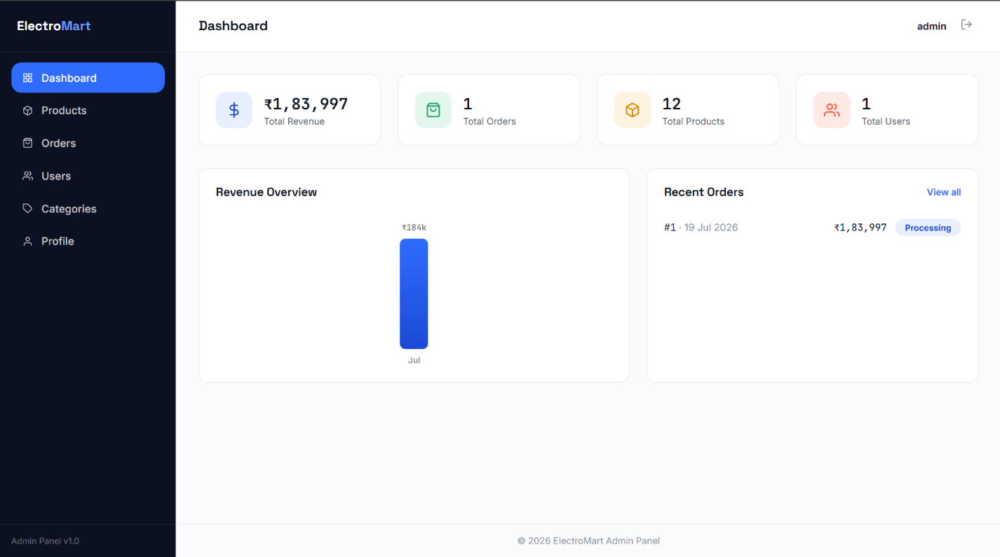 ElectroMart
Dashboard
Products
Orders
Users
Categories
Profile
Admin Panel v1.0
Dashboard
admin
₹1,83,997
Total Revenue
1
Total Orders
12
Total Products
1
Total Users
Revenue Overview
₹184k
Jul
Recent Orders
View all
#1 · 19 Jul 2026
₹1,83,997
Processing
© 2026 ElectroMart Admin Panel